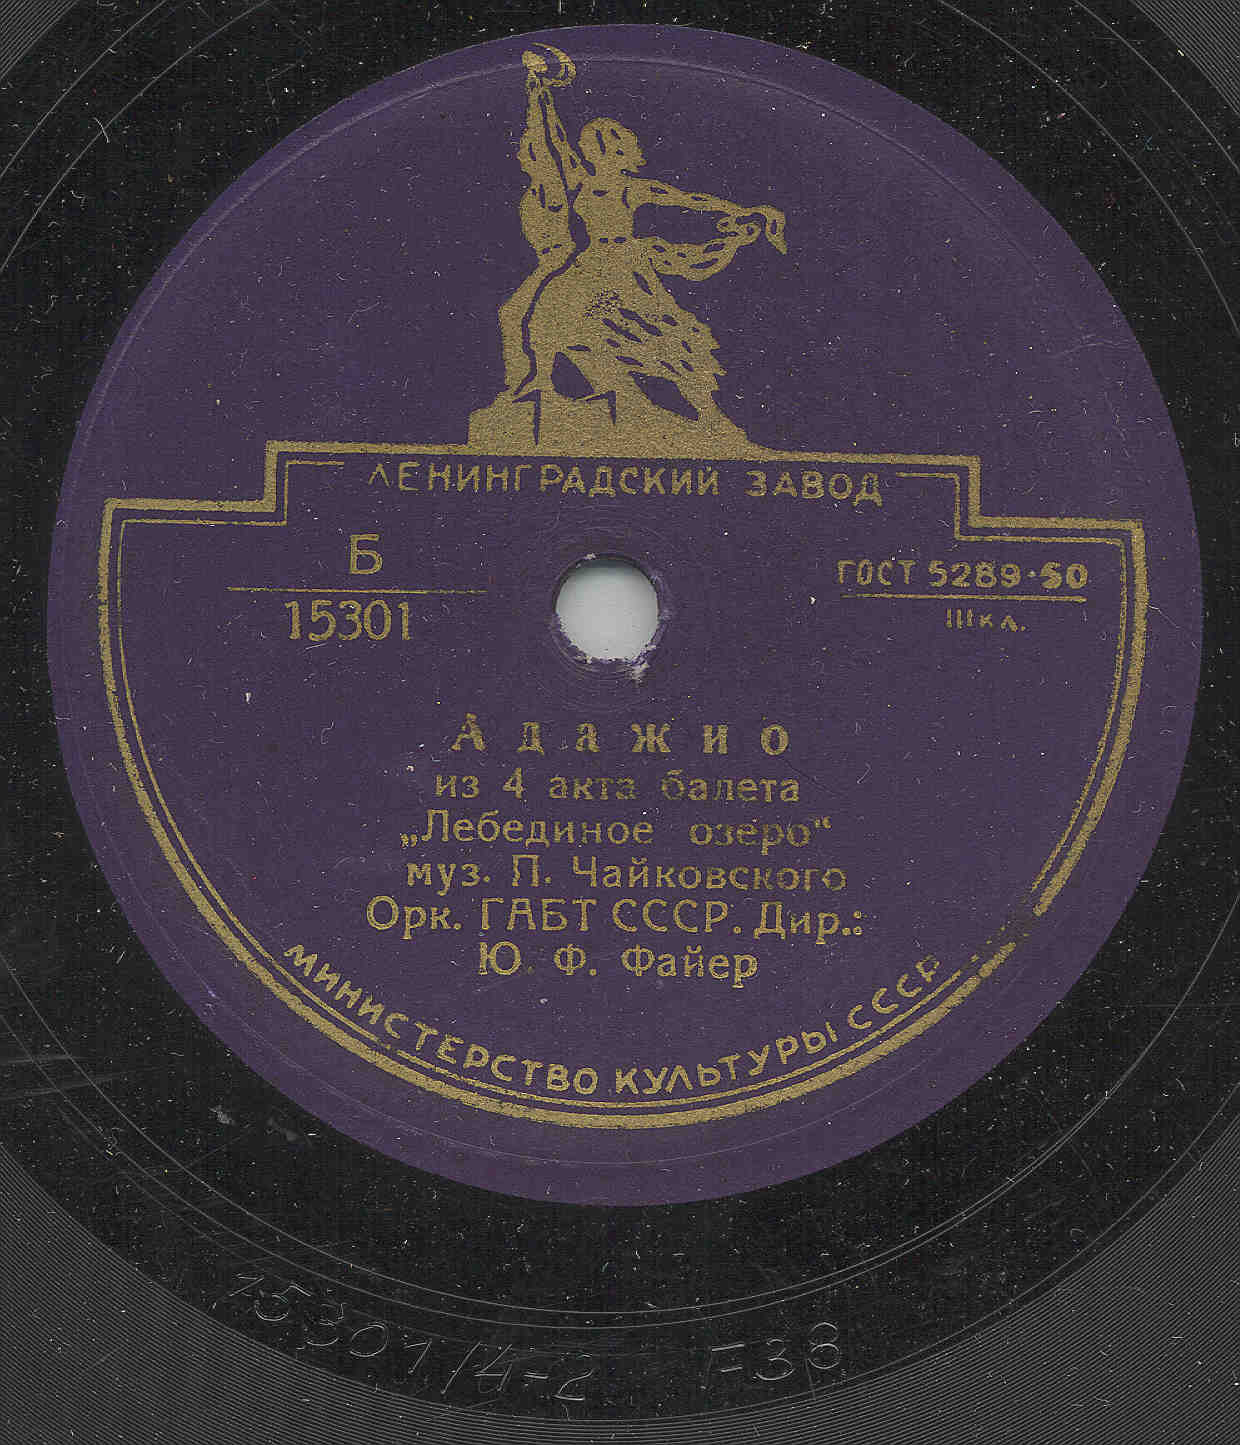 ЛЕНИНГРАДСКИЙ ЗАВОД
Б
15301
ГОСТ 5289·50
III кл.
Адажио
из 4 акта балета
„Лебединое озеро“
муз. П. Чайковского
Орк. ГАБТ СССР. Дир.:
Ю. Ф. Файер
МИНИСТЕРСТВО КУЛЬТУРЫ СССР
15301/4-2 F38